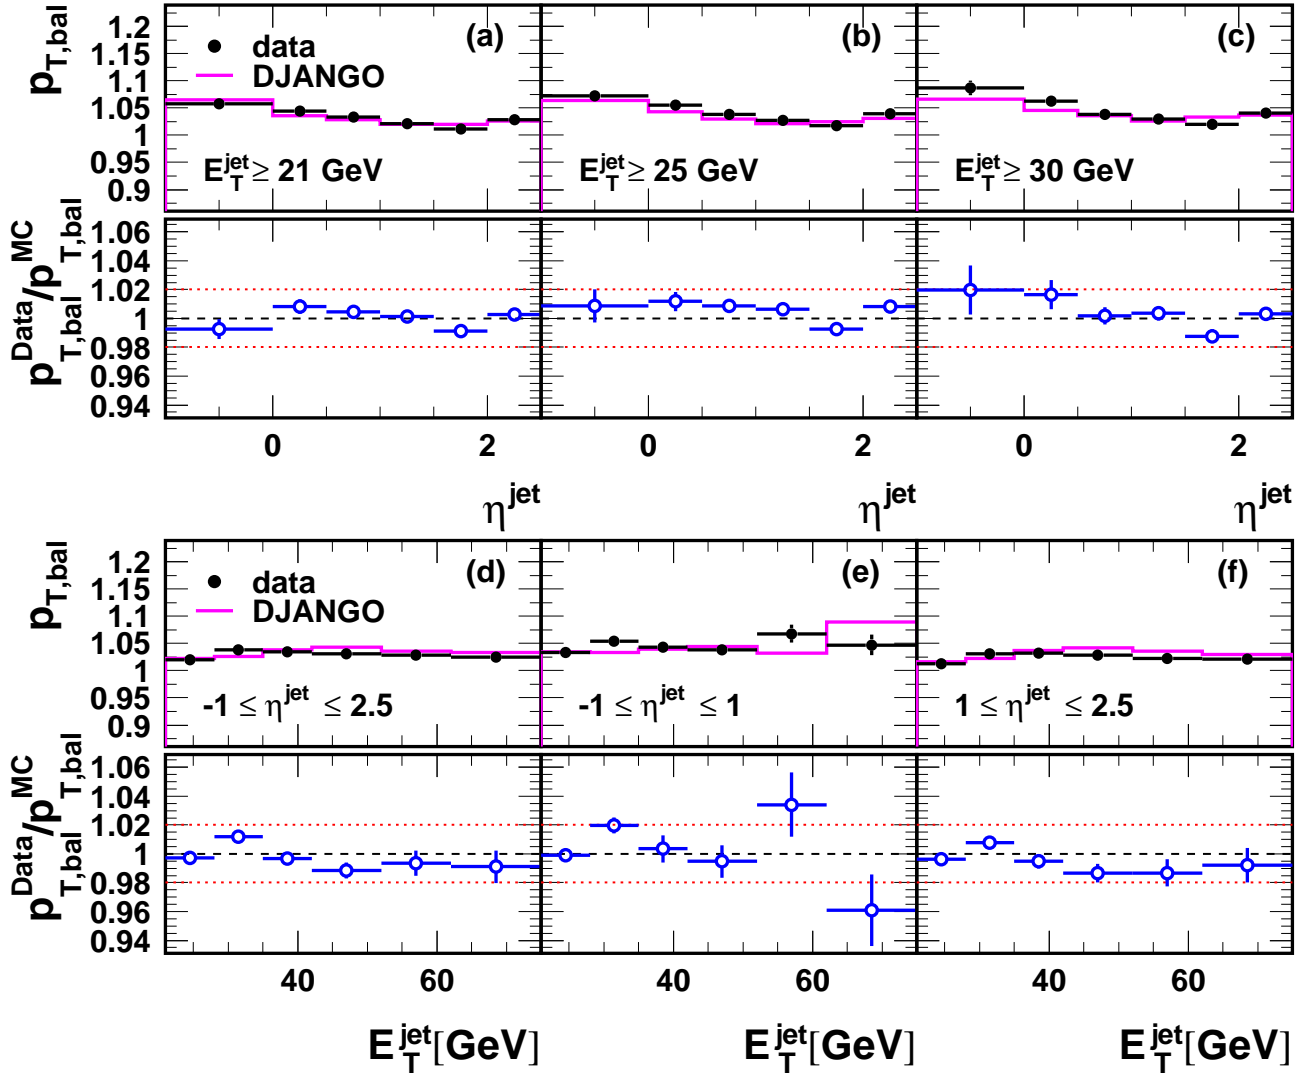 p_T,bal
1.2
1.15
1.1
1.05
1
0.95
0.9
data
DJANGO
(a)
E_T^jet ≥ 21 GeV
(b)
E_T^jet ≥ 25 GeV
(c)
E_T^jet ≥ 30 GeV
p_T,bal^Data/p_T,bal^MC
1.06
1.04
1.02
1
0.98
0.96
0.94
0 2 0 2 0 2
η^jet η^jet η^jet
p_T,bal
1.2
1.15
1.1
1.05
1
0.95
0.9
data
DJANGO
(d)
-1 ≤ η^jet ≤ 2.5
(e)
-1 ≤ η^jet ≤ 1
(f)
1 ≤ η^jet ≤ 2.5
p_T,bal^Data/p_T,bal^MC
1.06
1.04
1.02
1
0.98
0.96
0.94
40 60 40 60 40 60
E_T^jet[GeV] E_T^jet[GeV] E_T^jet[GeV]